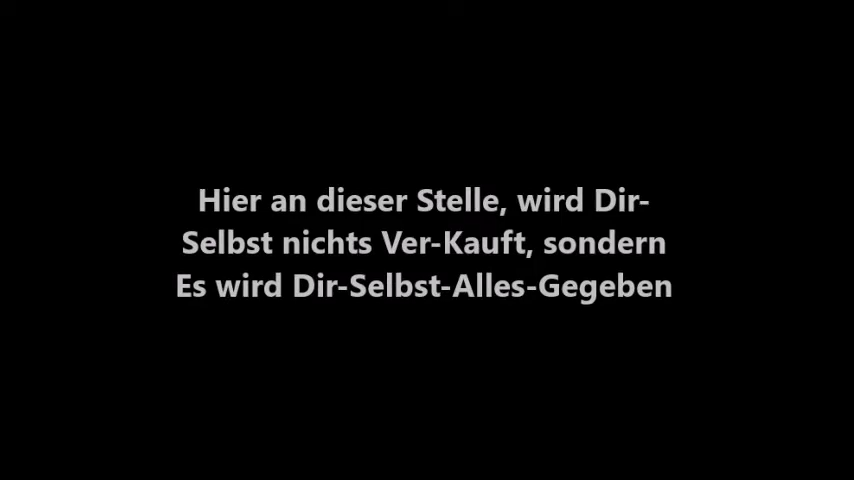 Hier an dieser Stelle, wird Dir-
Selbst nichts Ver-Kauft, sondern
Es wird Dir-Selbst-Alles-Gegeben